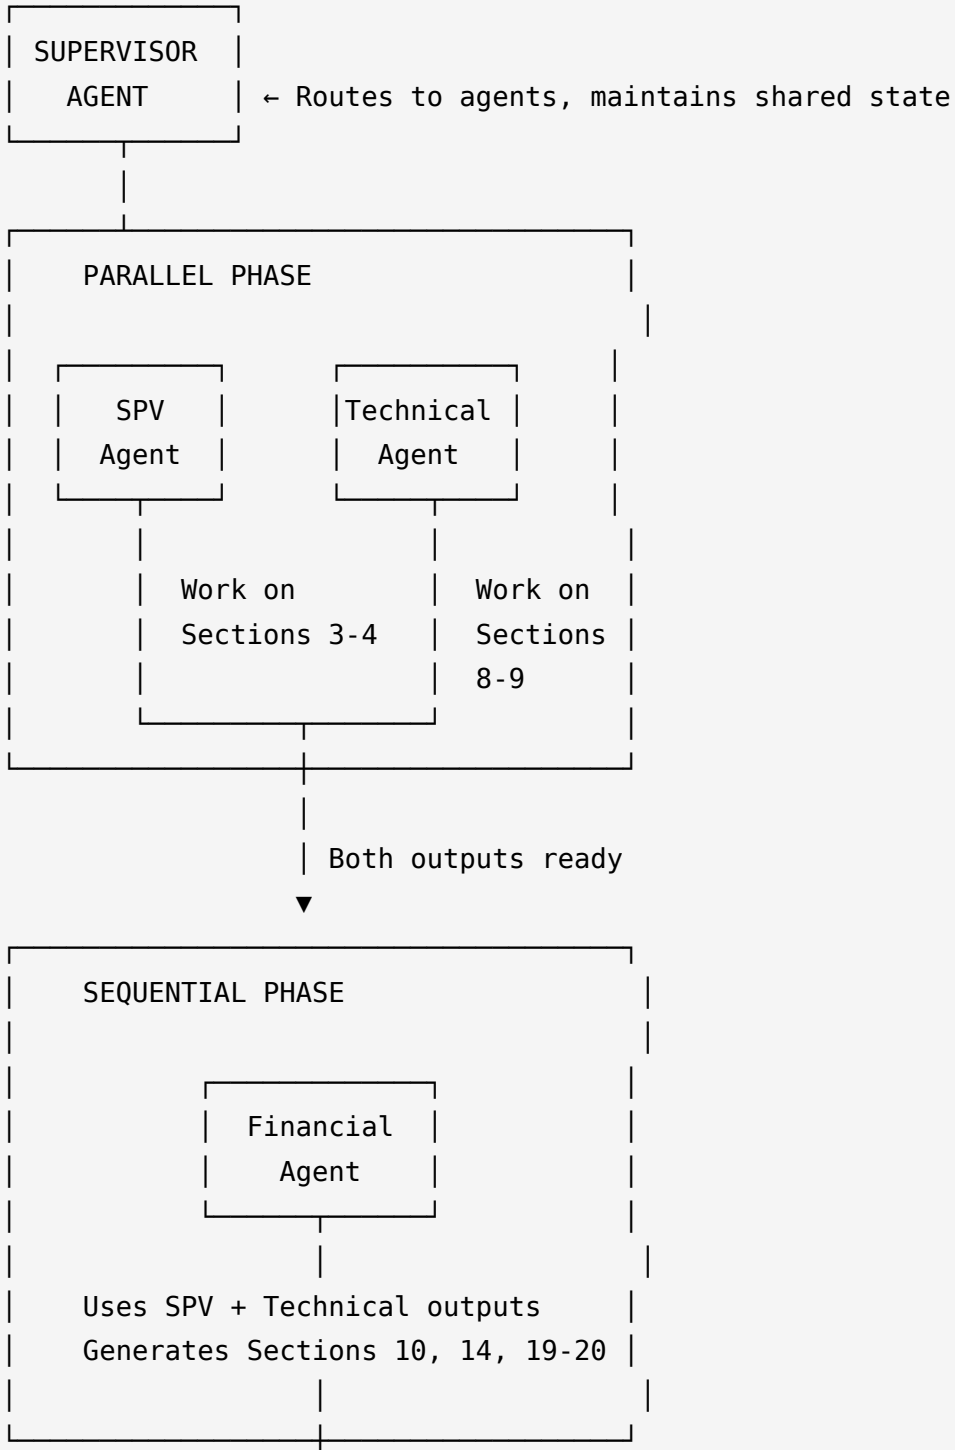 SUPERVISOR
AGENT ← Routes to agents, maintains shared state
PARALLEL PHASE
SPV Technical
Agent Agent
Work on Work on
Sections 3-4 Sections
8-9
Both outputs ready
SEQUENTIAL PHASE
Financial
Agent
Uses SPV + Technical outputs
Generates Sections 10, 14, 19-20